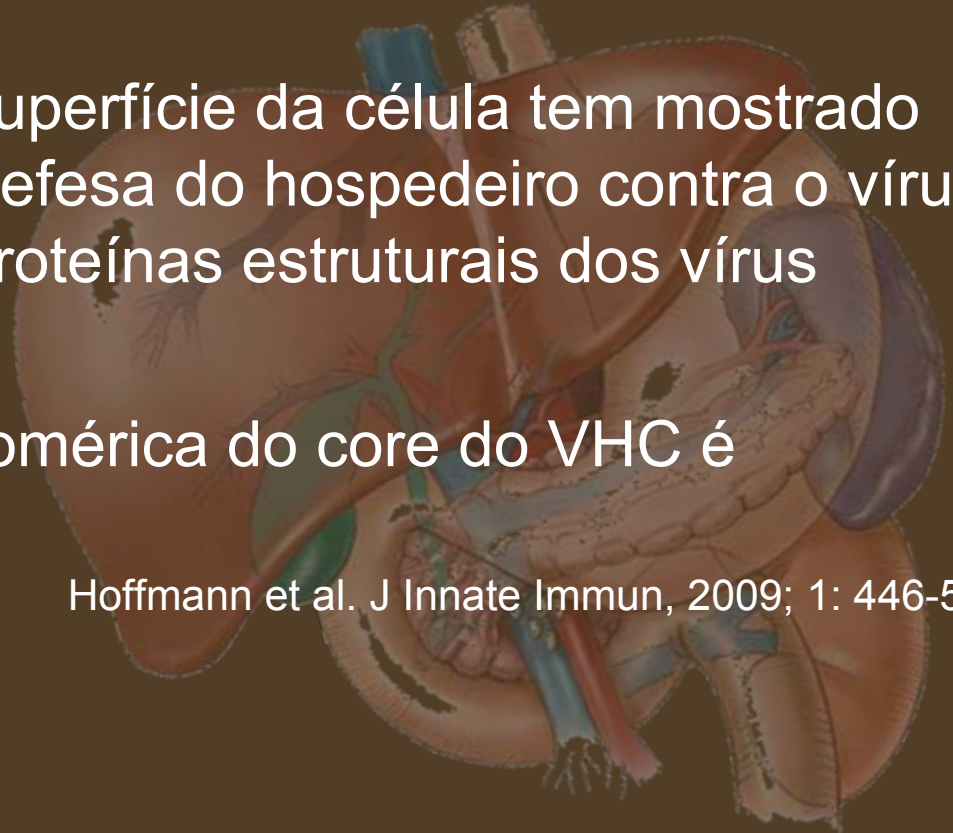 uperfície da célula tem mostrado
efesa do hospedeiro contra o víru
roteínas estruturais dos vírus
omérica do core do VHC é
Hoffmann et al. J Innate Immun, 2009; 1: 446-5